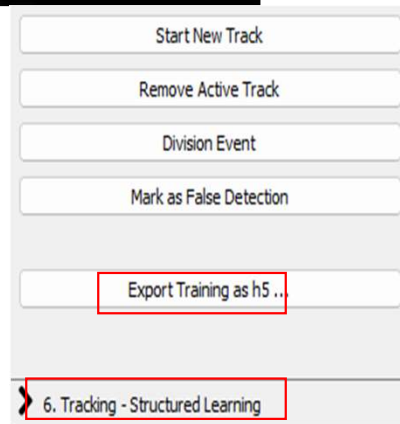 Start New Track
Remove Active Track
Division Event
Mark as False Detection
Export Training as h5 ...
6. Tracking - Structured Learning